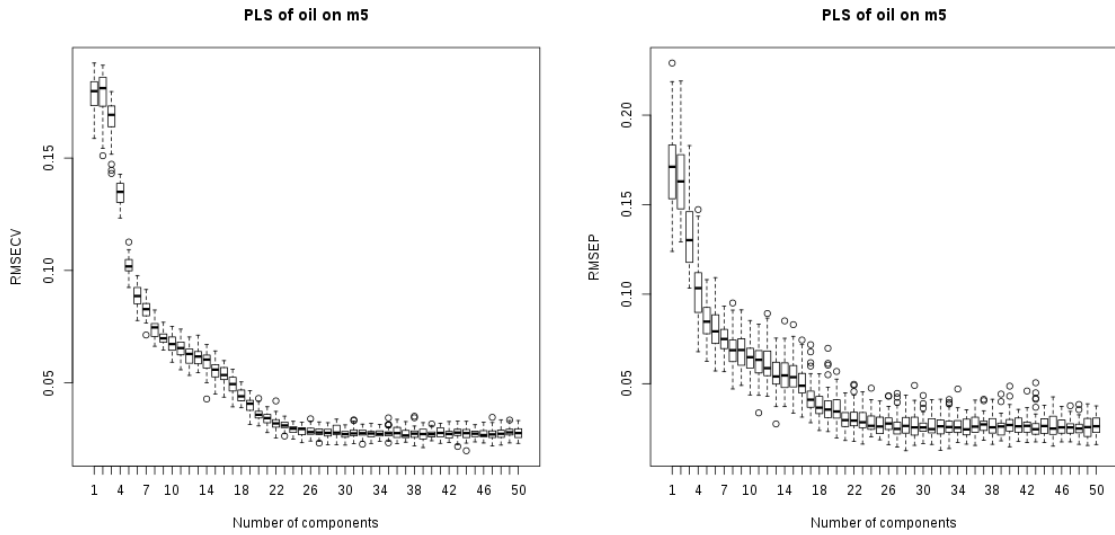 PLS of oil on m5
RMSECV
0.15
0.10
0.05
1 4 7 10 14 18 22 26 30 34 38 42 46 50
Number of components
PLS of oil on m5
RMSEP
0.20
0.15
0.10
0.05
1 4 7 10 14 18 22 26 30 34 38 42 46 50
Number of components